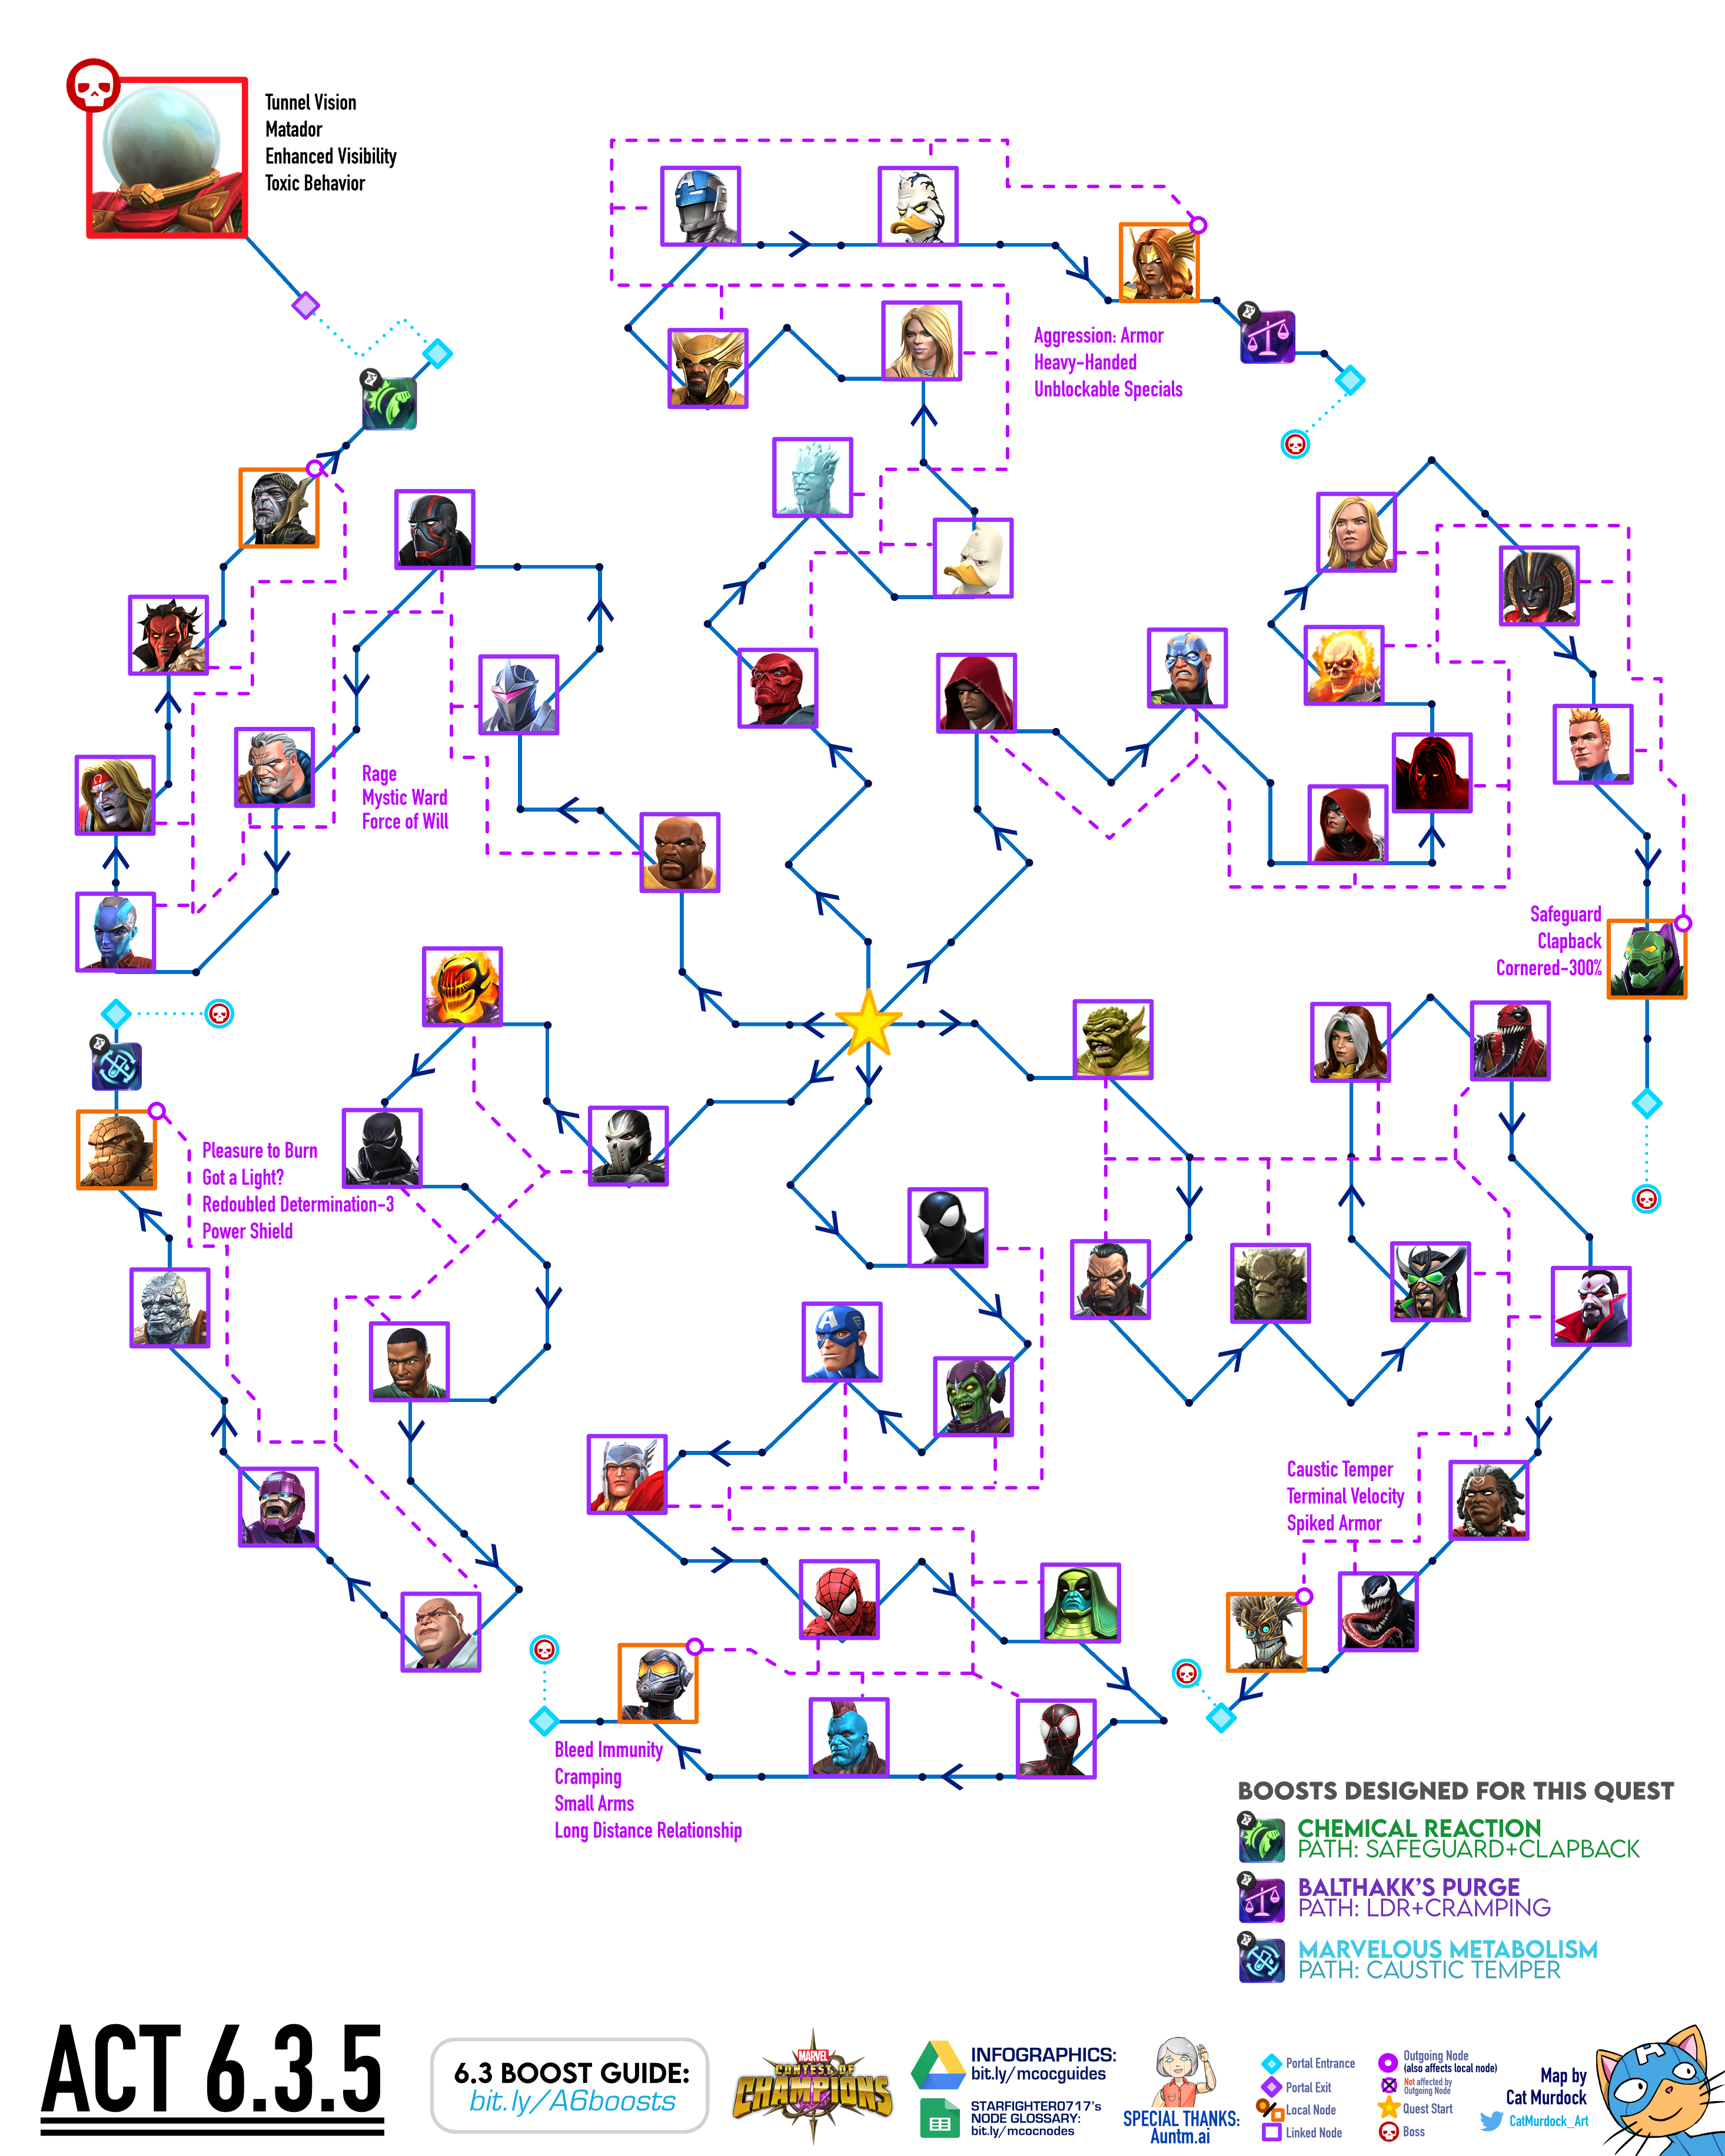 Tunnel Vision
Matador
Enhanced Visibility
Toxic Behavior
Aggression: Armor
Heavy-Handed
Unblockable Specials
Rage
Mystic Ward
Force of Will
Safeguard
Clapback
Cornered-300%
Pleasure to Burn
Got a Light?
Redoubled Determination-3
Power Shield
Caustic Temper
Terminal Velocity
Spiked Armor
Bleed Immunity
Cramping
Small Arms
Long Distance Relationship
BOOSTS DESIGNED FOR THIS QUEST
CHEMICAL REACTION
PATH: SAFEGUARD+CLAPBACK
BALTHAKK'S PURGE
PATH: LDR+CRAMPING
MARVELOUS METABOLISM
PATH: CAUSTIC TEMPER
ACT 6.3.5
6.3 BOOST GUIDE:
bit.ly/A6boosts
MARVEL
CONTEST OF
CHAMPIONS
INFOGRAPHICS:
bit.ly/mcocguides
STARFIGHTER0717's
NODE GLOSSARY:
bit.ly/mcocnodes
SPECIAL THANKS:
Auntm.ai
Portal Entrance
Portal Exit
Local Node
Linked Node
Outgoing Node
(also affects local node)
Not affected by
Outgoing Node
Quest Start
Boss
Map by
Cat Murdock
CatMurdock_Art